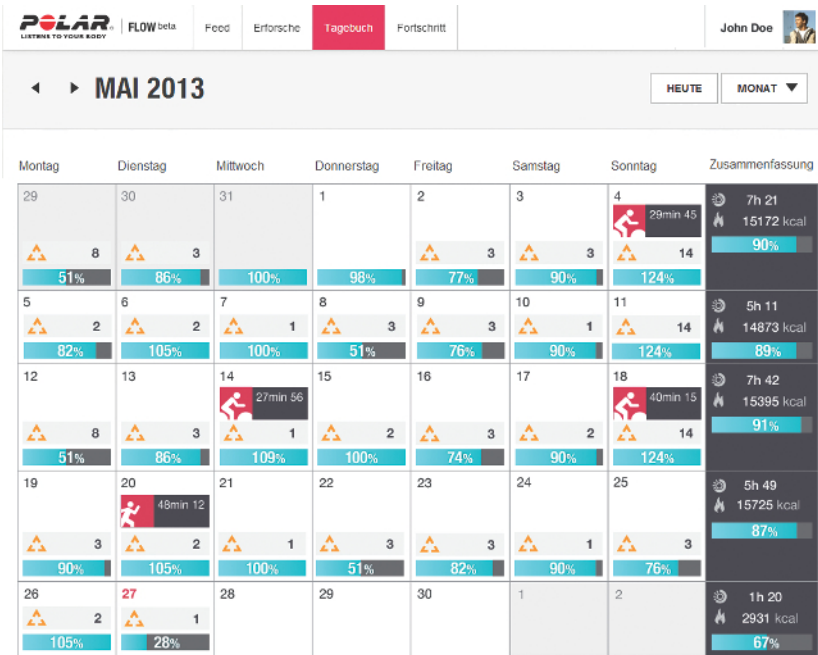 POLAR. FLOW beta Feed Erforsche Tagebuch Fortschritt John Doe
LISTENS TO YOUR BODY
MAI 2013 HEUTE MONAT
Montag Dienstag Mittwoch Donnerstag Freitag Samstag Sonntag Zusammenfassung
29 30 31 1 2 3 4 7h 21
29min 45 15172 kcal
8 3 3 3 14 90%
51% 86% 100% 98% 77% 90% 124%
5 6 7 8 9 10 11 5h 11
2 2 1 3 3 1 14 14873 kcal
82% 105% 100% 51% 76% 90% 124% 89%
12 13 14 15 16 17 18 7h 42
27min 56 40min 15 15395 kcal
8 3 1 2 3 2 14 91%
51% 86% 109% 100% 74% 90% 124%
19 20 21 22 23 24 25 5h 49
48min 12 15725 kcal
3 2 1 3 3 1 3 87%
90% 105% 100% 51% 82% 90% 76%
26 27 28 29 30 1 2 1h 20
2 1 2931 kcal
105% 28% 67%